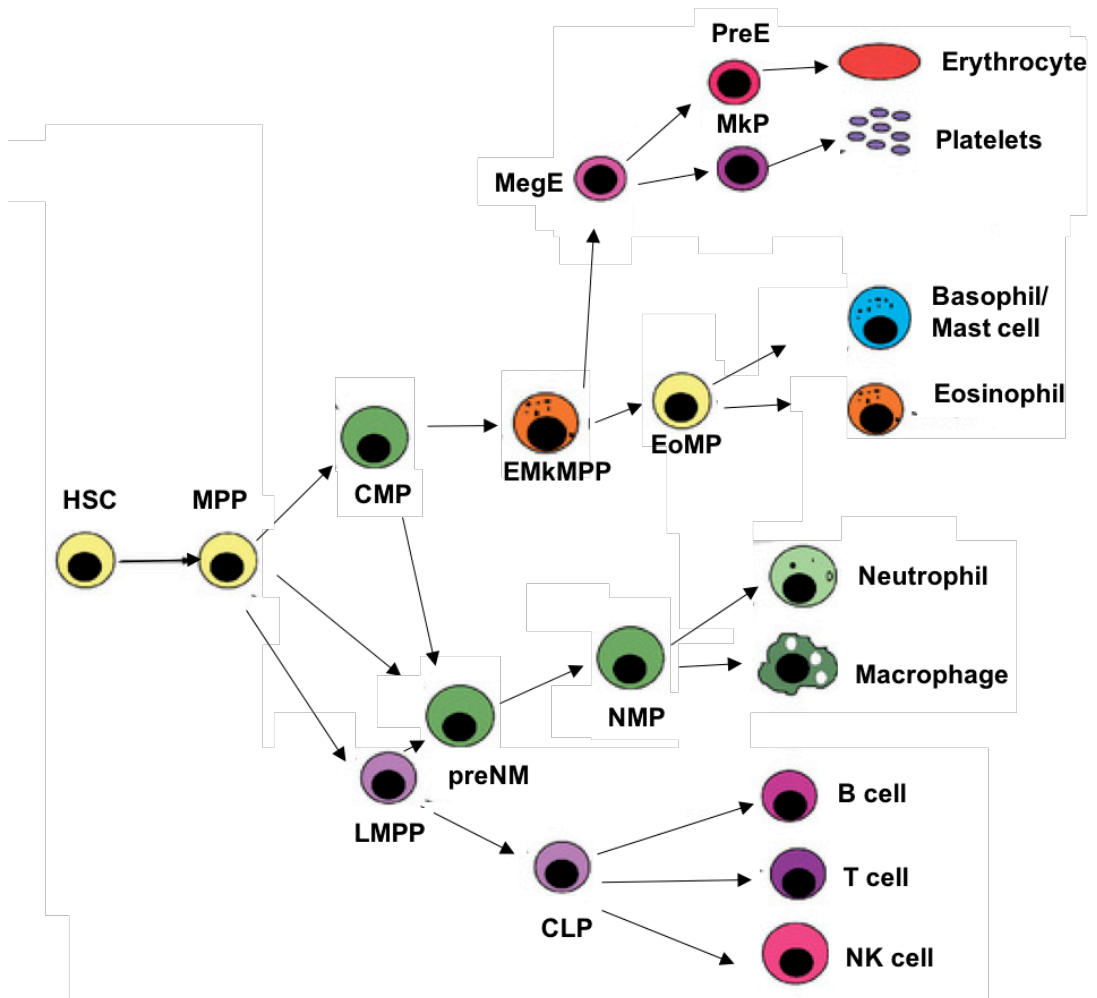 PreE
Erythrocyte
MkP
Platelets
MegE
Basophil/
Mast cell
Eosinophil
EoMP
EMkMPP
CMP
HSC
MPP
Neutrophil
Macrophage
NMP
preNM
LMPP
B cell
T cell
CLP
NK cell